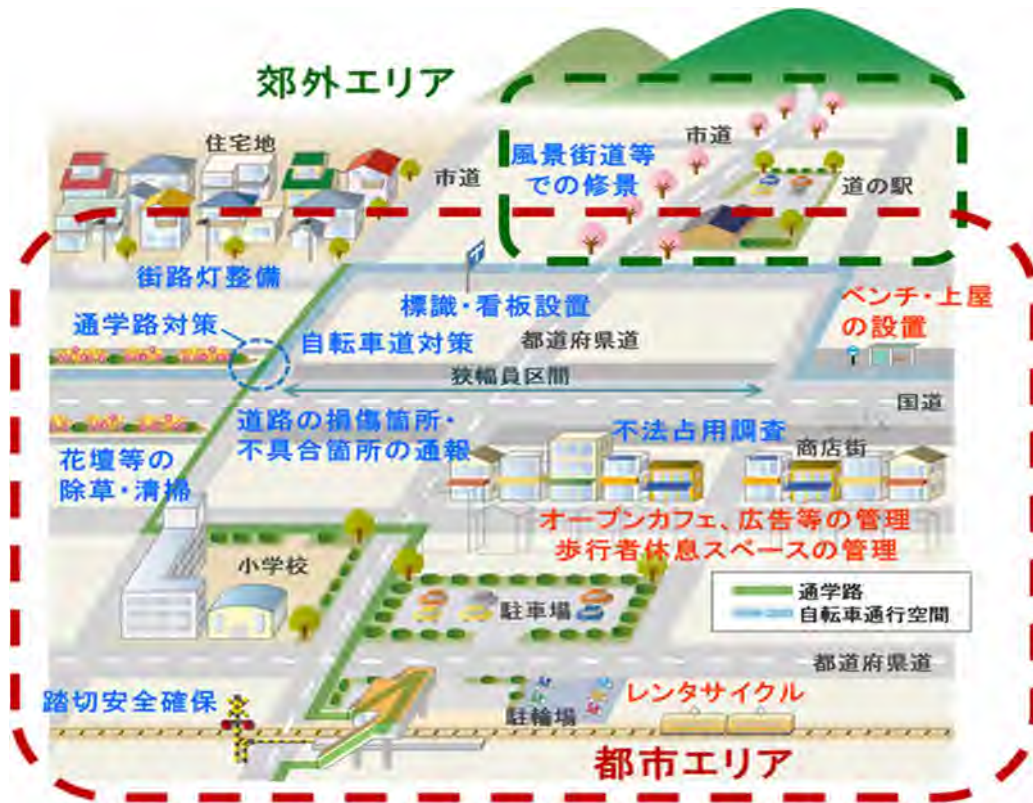 郊外エリア
住宅地
市道
市道
風景街道等
での修景
道の駅
街路灯整備
標識・看板設置
ベンチ・上屋
の設置
通学路対策
自転車道対策
都道府県道
狭幅員区間
国道
道路の損傷箇所・
不具合箇所の通報
不法占用調査
商店街
花壇等の
除草・清掃
オープンカフェ、広告等の管理
歩行者休息スペースの管理
小学校
通学路
自転車通行空間
駐車場
都道府県道
踏切安全確保
駐輪場
レンタサイクル
都市エリア